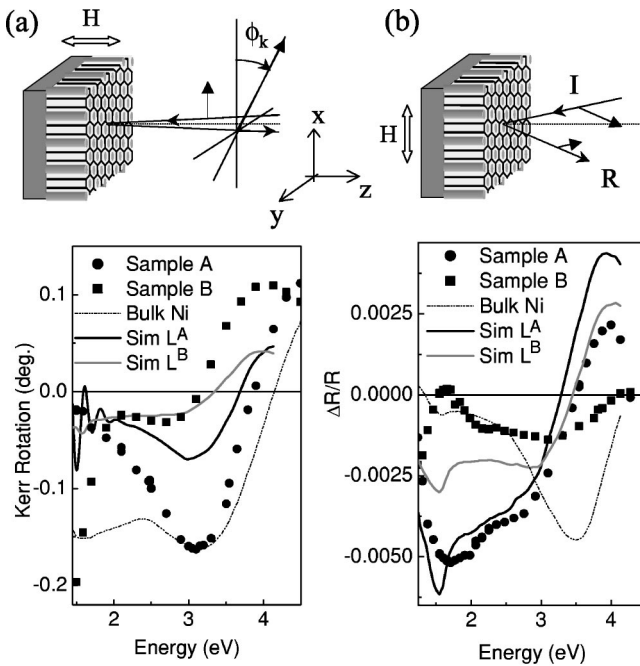 (a)
H
ϕk
x
y
z
(b)
H
I
R
Sample A
Sample B
Bulk Ni
Sim L^A
Sim L^B
0.1
0.0
-0.1
-0.2
Kerr Rotation (deg.)
2
3
4
Energy (eV)
Sample A
Sample B
Bulk Ni
Sim L^A
Sim L^B
0.0025
0.0000
-0.0025
-0.0050
ΔR/R
2
3
4
Energy (eV)